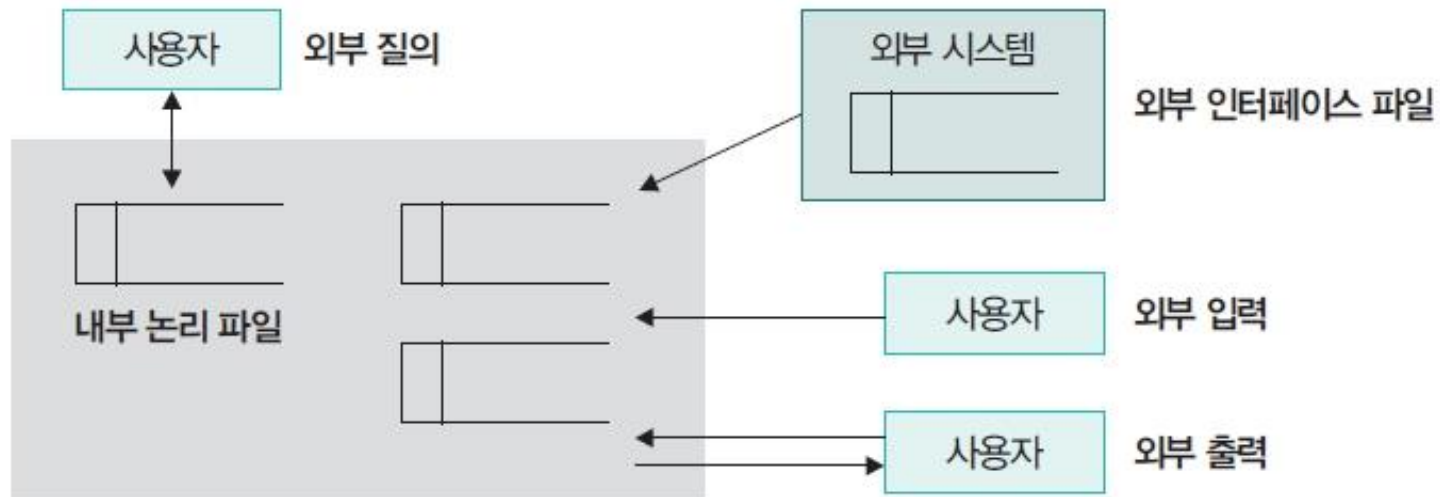 사용자
외부 질의
외부 시스템
외부 인터페이스 파일
내부 논리 파일
사용자
외부 입력
사용자
외부 출력